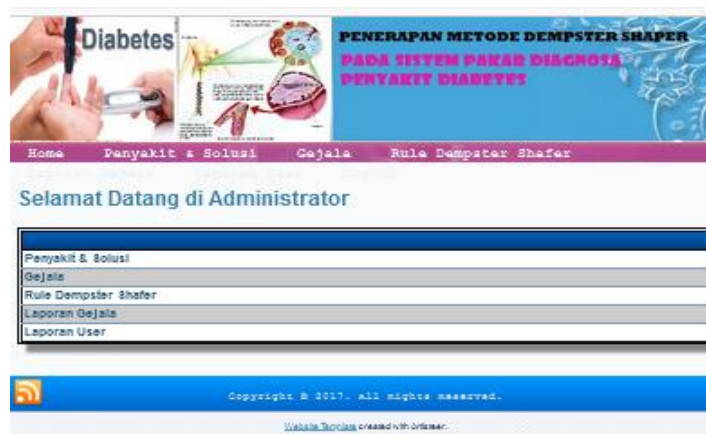 Diabetes
PENERAPAN METODE DEMPSTER SHAPER
PADA SISTEM PAKAR DIAGNOSA
PENYAKIT DIABETES
Home Penyakit & Solusi Gejala Rule Dempster Shafer
Selamat Datang di Administrator
Penyakit & Solusi
Gejala
Rule Dempster Shafer
Laporan Gejala
Laporan User
Copyright © 2017. All Rights Reserved.
Website Template created with Artisteer.